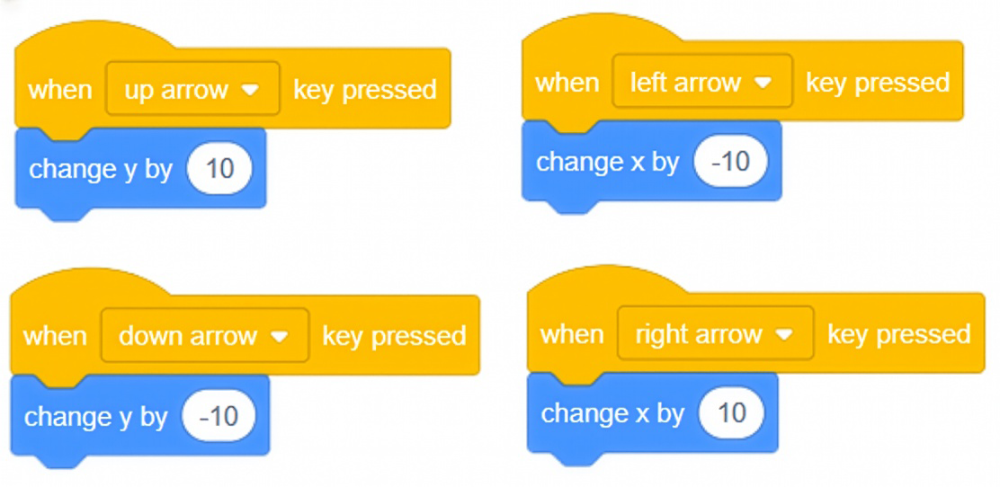 when up arrow key pressed
change y by 10
when left arrow key pressed
change x by -10
when down arrow key pressed
change y by -10
when right arrow key pressed
change x by 10